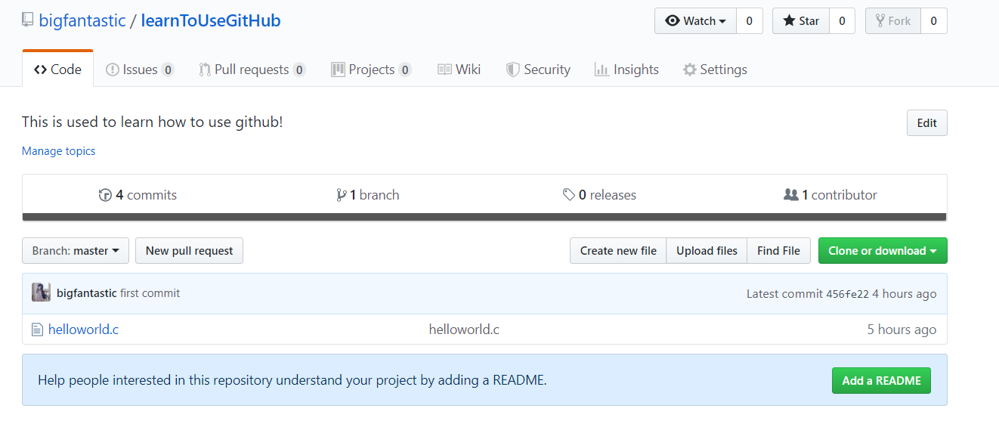 bigfantastic / learnToUseGitHub
Watch 0 Star 0 Fork 0
Code Issues 0 Pull requests 0 Projects 0 Wiki Security Insights Settings
This is used to learn how to use github!
Edit
Manage topics
4 commits 1 branch 0 releases 1 contributor
Branch: master New pull request Create new file Upload files Find File Clone or download
bigfantastic first commit Latest commit 456fe22 4 hours ago
helloworld.c helloworld.c 5 hours ago
Help people interested in this repository understand your project by adding a README. Add a README